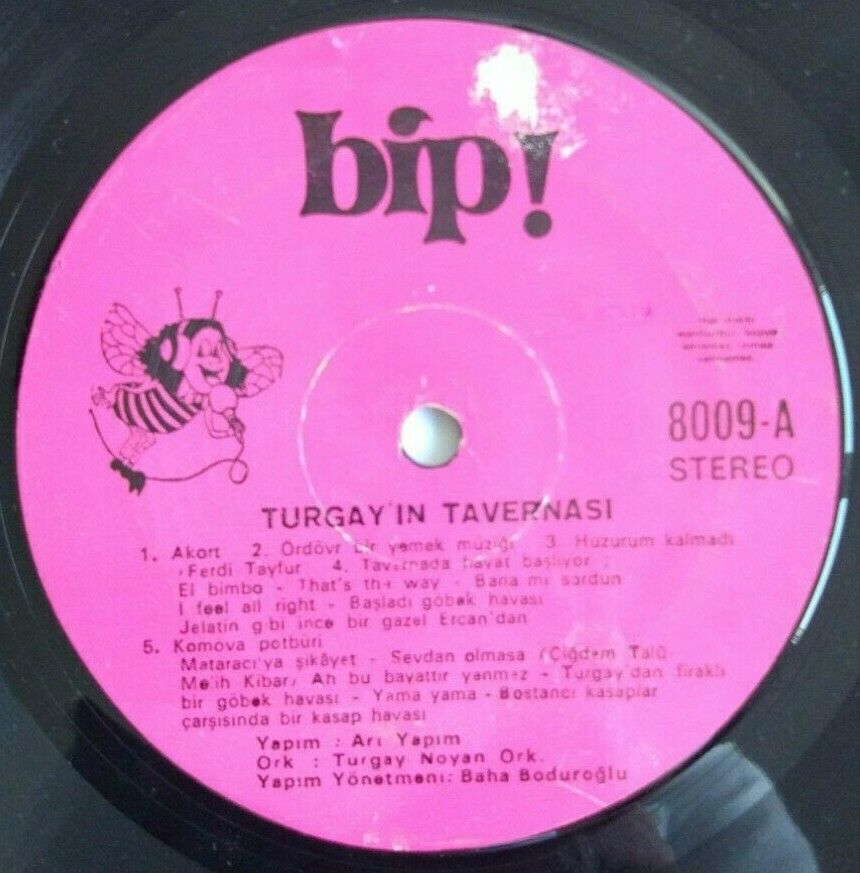 bip!
8009-A
STEREO
TURGAY'IN TAVERNASI
1. Akort 2. Ördövr bir yemek müziği 3. Huzurum kalmadı
Ferdi Tayfur 4. Tavernada hayat başlıyor ;
El bimbo - That's the way - Bana mı sordun
I feel all right - Başladı göbek havası
Jelatin gibi ince bir gazel Ercan'dan
5. Komova potburi
Mataracı'ya şikâyet - Sevdan olmasa (Çiğdem Talû-
Melih Kibar) Ah bu bayattır yenmez - Turgay'dan firaklı
bir göbek havası - Yama yama - Bostancı kasaplar
çarşısında bir kasap havası
Yapım : Arı Yapım
Ork : Turgay Noyan Ork.
Yapım Yönetmeni: Baha Boduroğlu